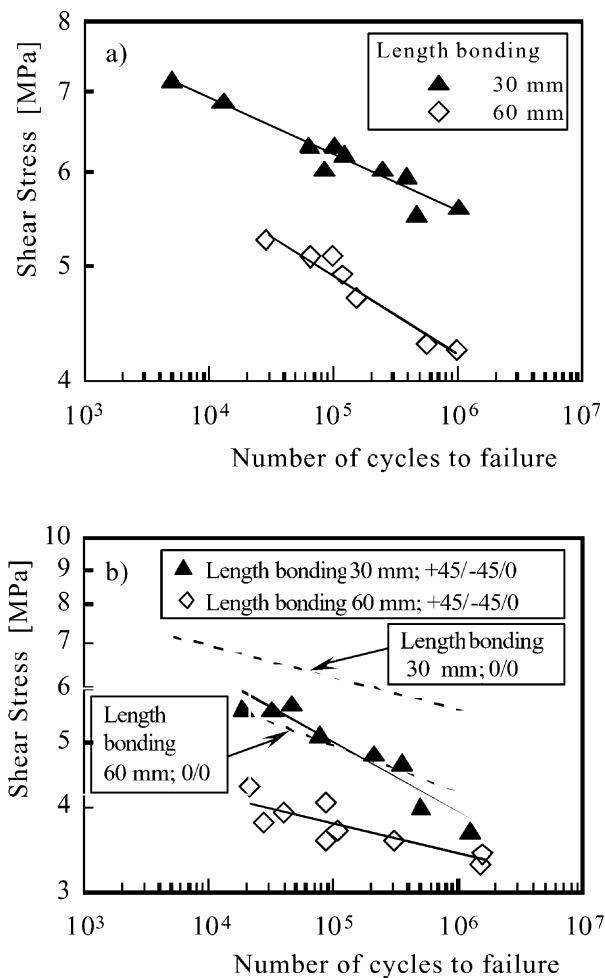 8
a)
Length bonding
30 mm
60 mm
7
6
5
4
Shear Stress [MPa]
10³ 10⁴ 10⁵ 10⁶ 10⁷
Number of cycles to failure
10
b)
Length bonding 30 mm; +45/-45/0
Length bonding 60 mm; +45/-45/0
9
8
7
Length bonding
30 mm; 0/0
6
Length
bonding
60 mm; 0/0
5
4
3
Shear Stress [MPa]
10³ 10⁴ 10⁵ 10⁶ 10⁷
Number of cycles to failure